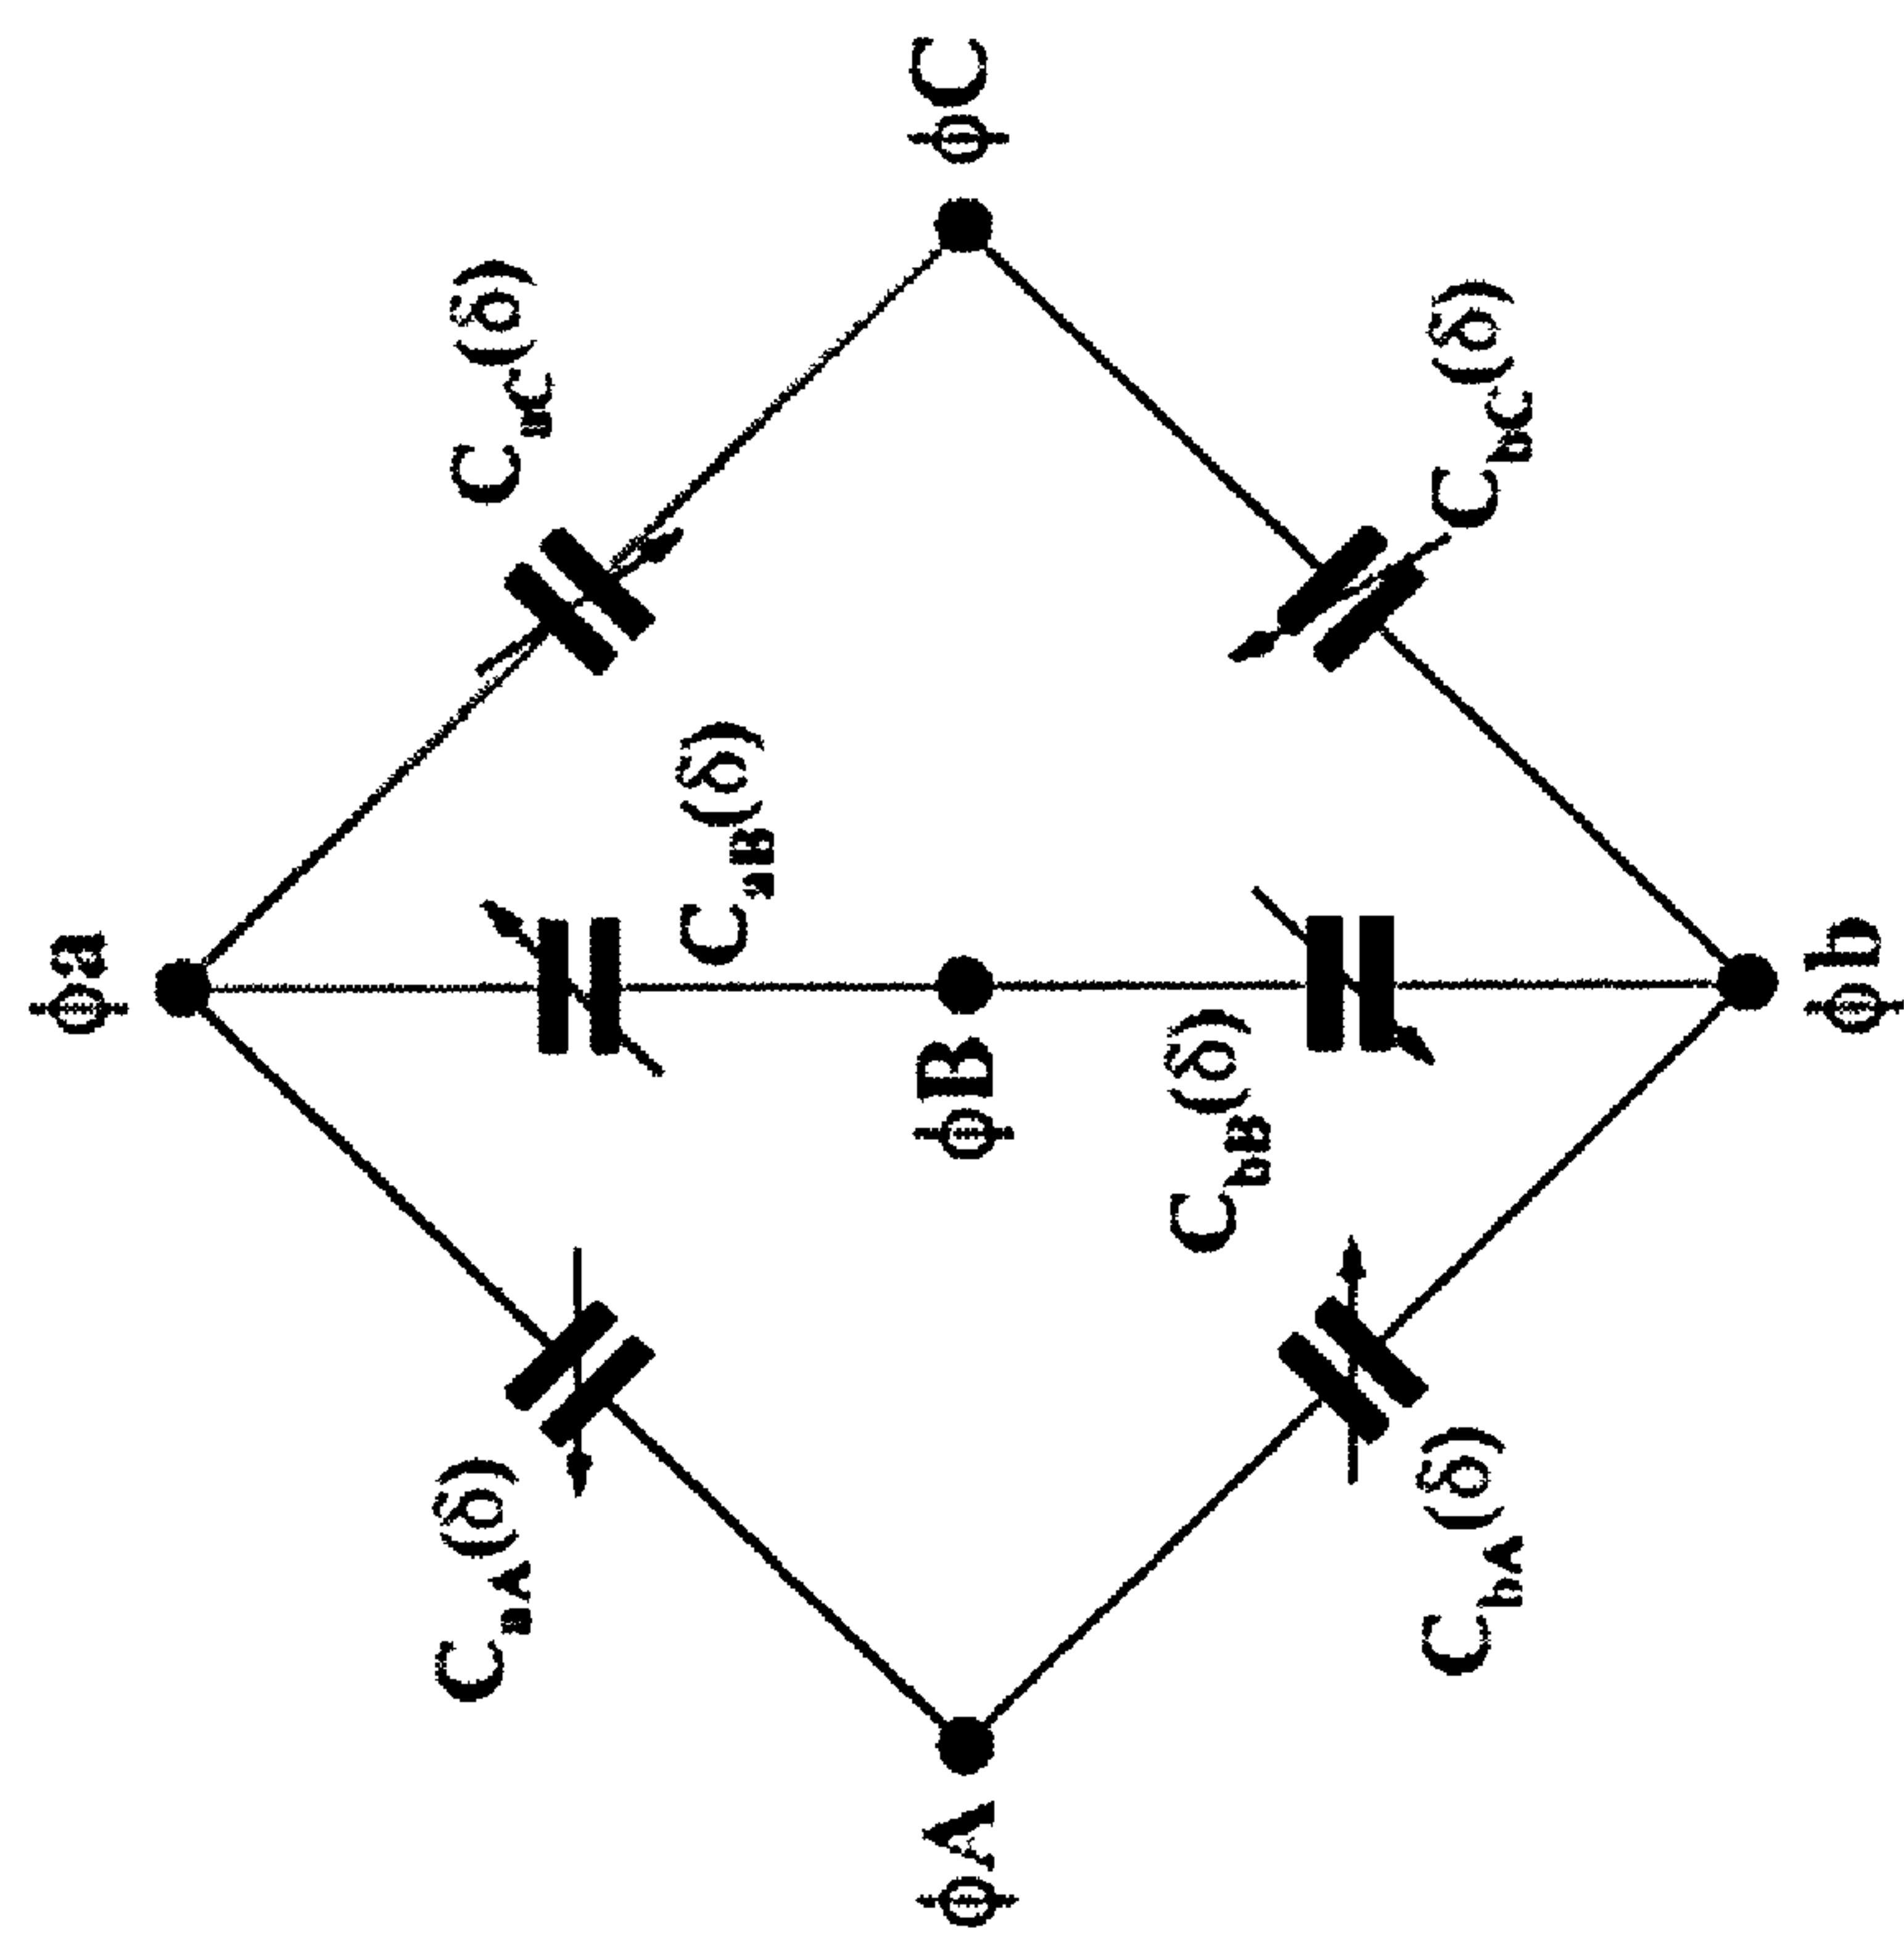 ϕC
C_aC(δ)
C_bC(δ)
C_aB(δ)
ϕa
ϕB
ϕb
C_bB(δ)
C_aA(δ)
C_bA(δ)
ϕA